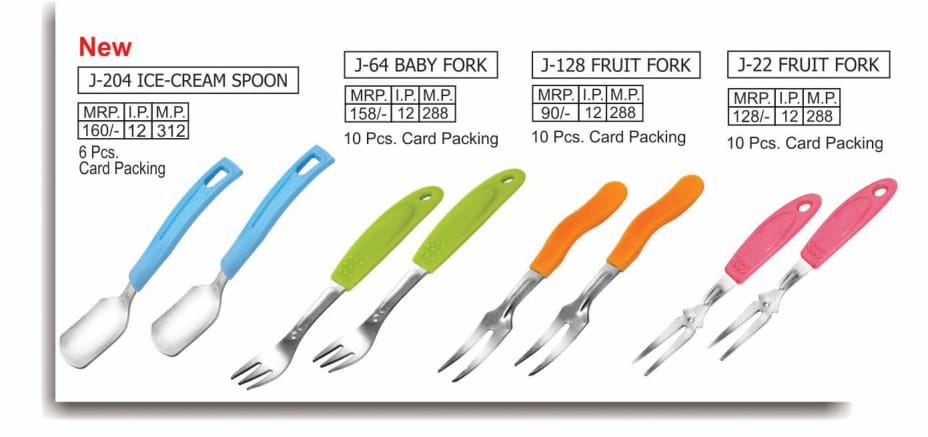 New
J-204 ICE-CREAM SPOON
MRP. I.P. M.P.
160/- 12 312
6 Pcs.
Card Packing
J-64 BABY FORK
MRP. I.P. M.P.
158/- 12 288
10 Pcs. Card Packing
J-128 FRUIT FORK
MRP. I.P. M.P.
90/- 12 288
10 Pcs. Card Packing
J-22 FRUIT FORK
MRP. I.P. M.P.
128/- 12 288
10 Pcs. Card Packing